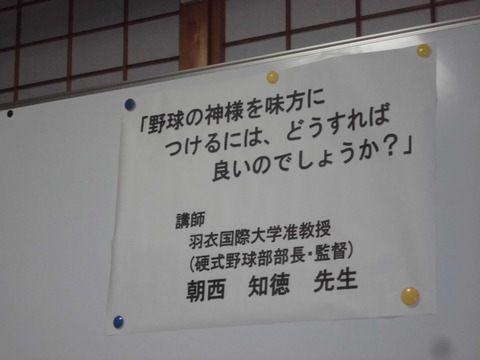 「野球の神様を味方に
つけるには、どうすれば
良いのでしょうか？」
講師
羽衣国際大学准教授
(硬式野球部部長・監督)
朝西　知徳　先生